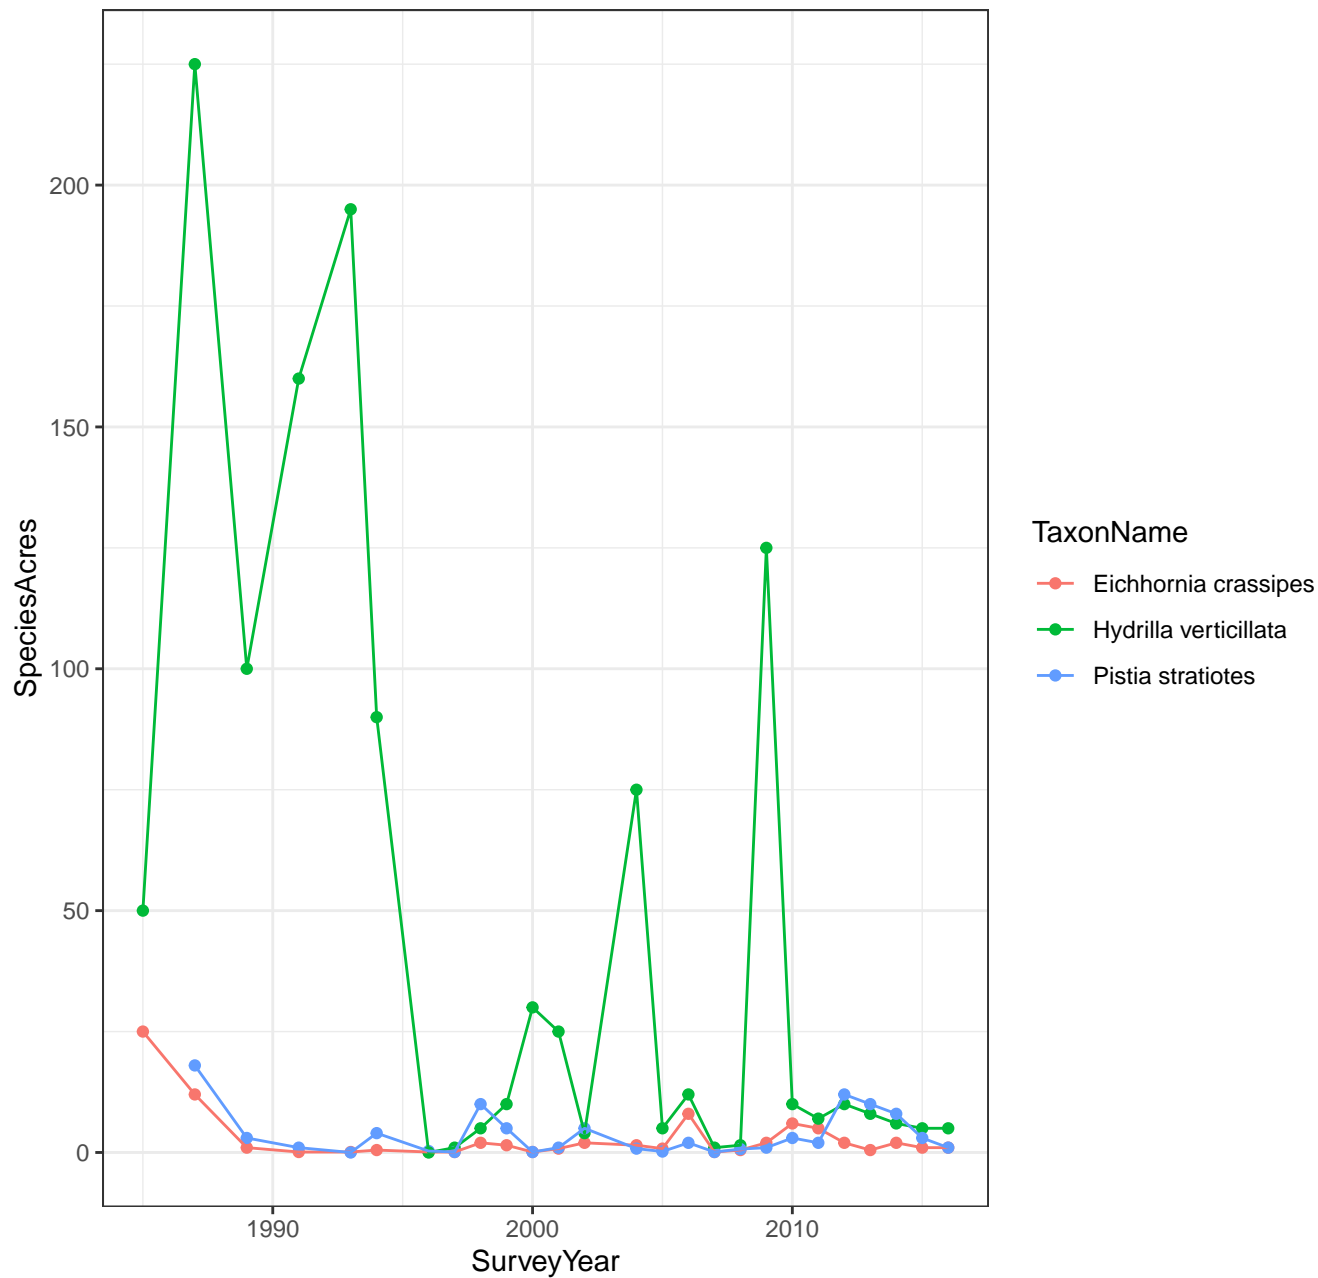 200
150
100
50
0
1990
2000
2010
SurveyYear
SpeciesAcres
TaxonName
Eichhornia crassipes
Hydrilla verticillata
Pistia stratiotes